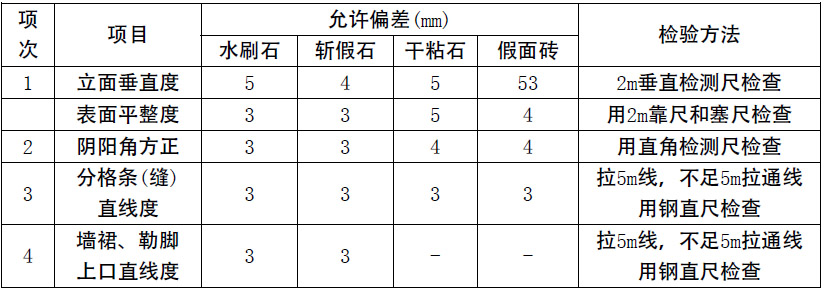 项次 项目 允许偏差(mm) 检验方法
水刷石 斩假石 干粘石 假面砖
1 立面垂直度 5 4 5 53 2m垂直检测尺检查
表面平整度 3 3 5 4 用2m靠尺和塞尺检查
2 阴阳角方正 3 3 4 4 用直角检测尺检查
3 分格条(缝) 3 3 3 3 拉5m线，不足5m拉通线
直线度 用钢直尺检查
4 墙裙、勒脚 3 3 - - 拉5m线，不足5m拉通线
上口直线度 用钢直尺检查